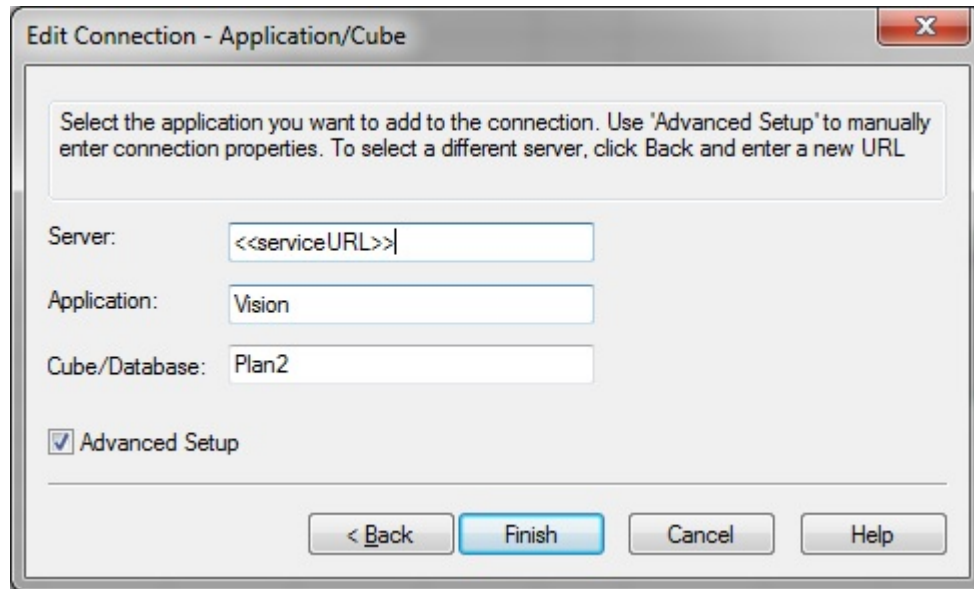 Edit Connection - Application/Cube
Select the application you want to add to the connection. Use 'Advanced Setup' to manually
enter connection properties. To select a different server, click Back and enter a new URL
Server: <<serviceURL>>
Application: Vision
Cube/Database: Plan2
Advanced Setup
< Back Finish Cancel Help